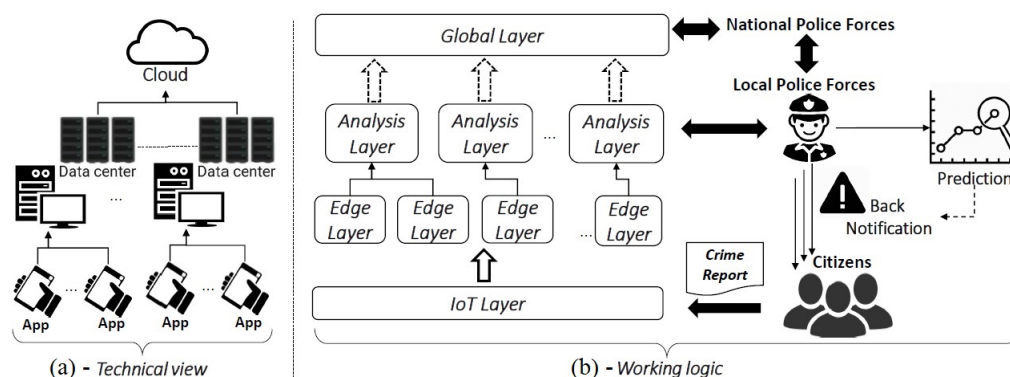 Cloud
Data center
Data center
...
...
...
App
App
App
App
(a) - Technical view
Global Layer
National Police Forces
Local Police Forces
Analysis
Layer
Analysis
Layer
...
Analysis
Layer
Edge
Layer
Edge
Layer
Edge
Layer
...
Edge
Layer
Prediction
Back
Notification
Crime
Report
Citizens
IoT Layer
(b) - Working logic